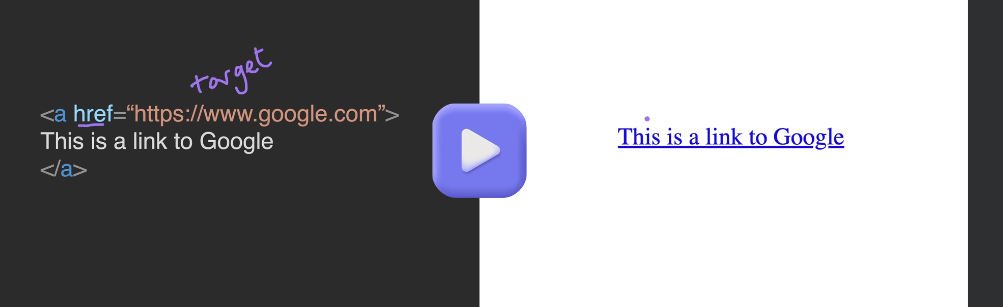 target
<a href=“https://www.google.com”>
This is a link to Google
</a>
This is a link to Google